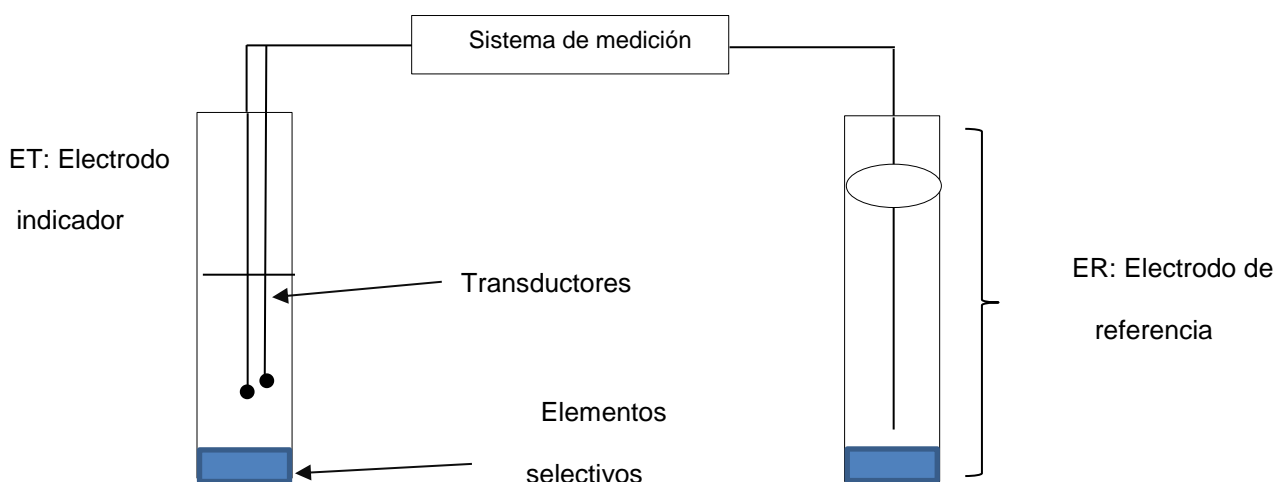 Sistema de medición
ET: Electrodo
indicador
Transductores
ER: Electrodo de
referencia
Elementos
selectivos